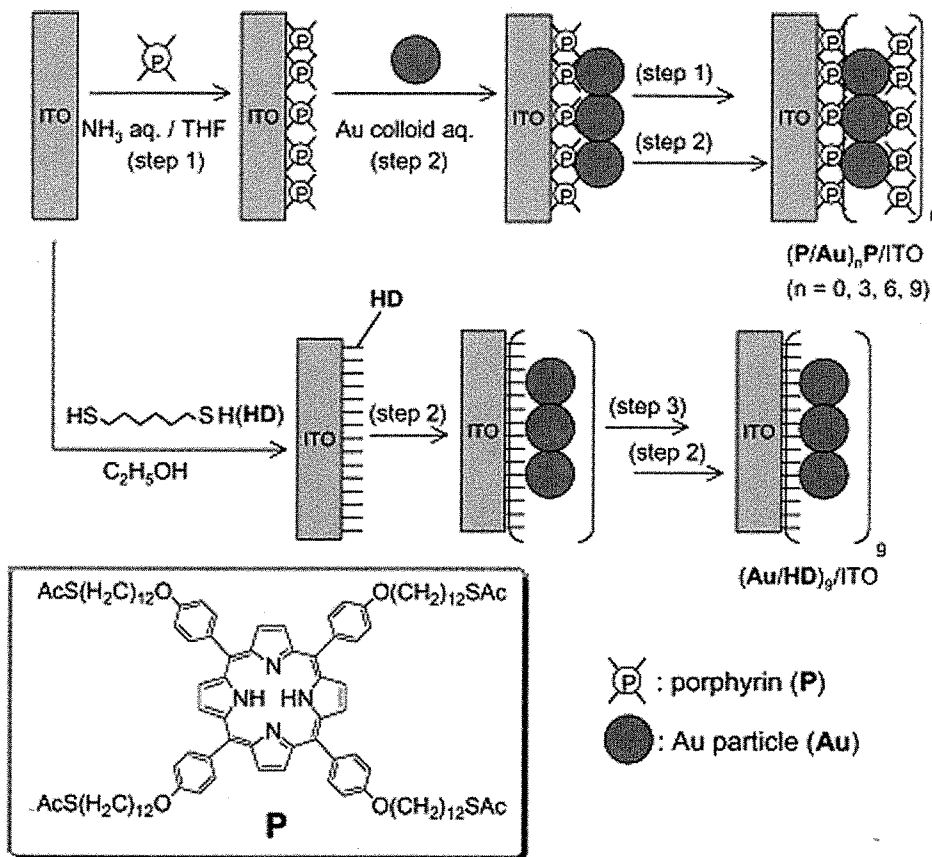 ITO
P
NH₃ aq. / THF
(step 1)
ITO
P
P
P
P
P
Au colloid aq.
(step 2)
ITO
P
P
P
P
P
(step 1)
(step 2)
ITO
P
P
P
P
P
P
P
P
P
P
(P/Au)ₙP/ITO
(n = 0, 3, 6, 9)
HS SH(HD)
C₂H₅OH
HD
ITO
(step 2)
ITO
(step 3)
(step 2)
ITO
9
(Au/HD)₉/ITO
AcS(H₂C)₁₂O
O(CH₂)₁₂SAc
N
NH HN
N
AcS(H₂C)₁₂O
O(CH₂)₁₂SAc
P
P : porphyrin (P)
: Au particle (Au)